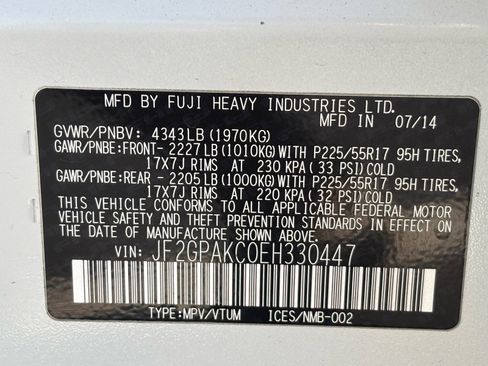 MFD BY FUJI HEAVY INDUSTRIES LTD.
MFD IN 07/14
GVWR/PNBV: 4343LB (1970KG)
GAWR/PNBE:FRONT- 2227LB (1010KG) WITH P225/55R17 95H TIRES,
17X7J RIMS AT 230 KPA (33 PSI) COLD
GAWR/PNBE:REAR - 2205LB (1000KG) WITH P225/55R17 95H TIRES,
17X7J RIMS AT 220 KPA (32 PSI) COLD
THIS VEHICLE CONFORMS TO ALL APPLICABLE FEDERAL MOTOR
VEHICLE SAFETY AND THEFT PREVENTION STANDARDS IN EFFECT ON
THE DATE OF MANUFACTURE SHOWN ABOVE.
VIN: JF2GPAKC0EH330447
TYPE:MPV/VTUM ICES/NMB-002